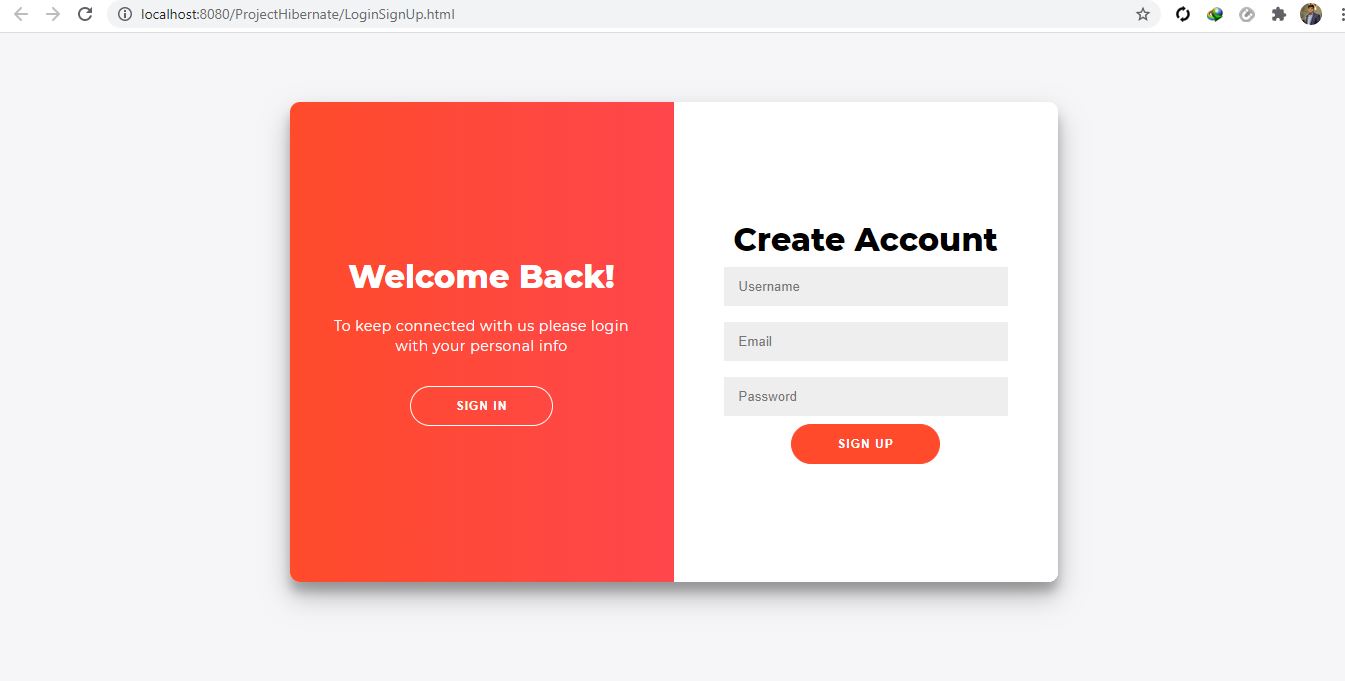 localhost:8080/ProjectHibernate/LoginSignUp.html
Welcome Back!
To keep connected with us please login
with your personal info
SIGN IN
Create Account
Username
Email
Password
SIGN UP